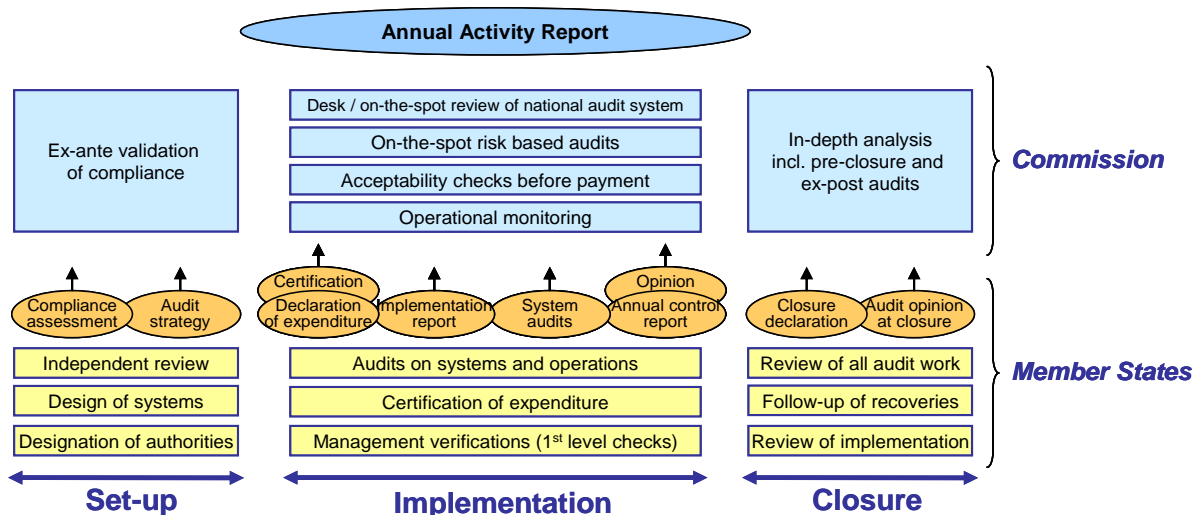 Annual Activity Report
Ex-ante validation
of compliance
Desk / on-the-spot review of national audit system
On-the-spot risk based audits
Acceptability checks before payment
Operational monitoring
In-depth analysis
incl. pre-closure and
ex-post audits
Commission
Compliance
assessment
Audit
strategy
Certification
Declaration
of expenditure
Implementation
report
System
audits
Opinion
Annual control
report
Closure
declaration
Audit opinion
at closure
Independent review
Design of systems
Designation of authorities
Audits on systems and operations
Certification of expenditure
Management verifications (1st level checks)
Review of all audit work
Follow-up of recoveries
Review of implementation
Member States
Set-up
Implementation
Closure